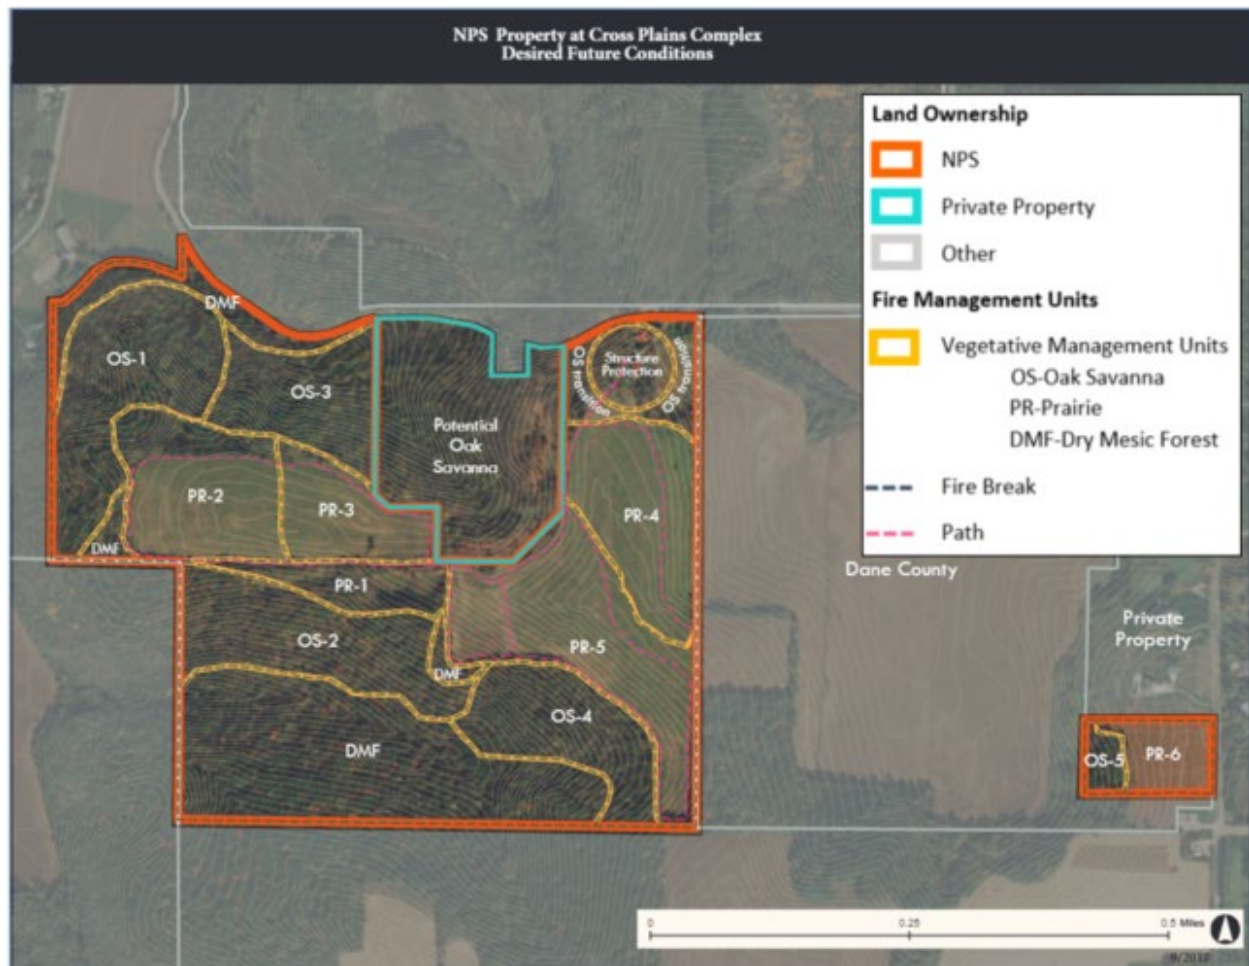 NPS Property at Cross Plains Complex
Desired Future Conditions
Land Ownership
NPS
Private Property
Other
Fire Management Units
Vegetative Management Units
OS-Oak Savanna
PR-Prairie
DMF-Dry Mesic Forest
Fire Break
Path
DMF
OS-1
OS-3
Structure
Protection
OS transition
OS transition
Potential
Oak
Savanna
PR-2
PR-3
PR-4
DMF
PR-1
Dane County
OS-2
PR-5
DMF
Private
Property
OS-4
DMF
OS-5
PR-6
0
0.25
0.5 Miles